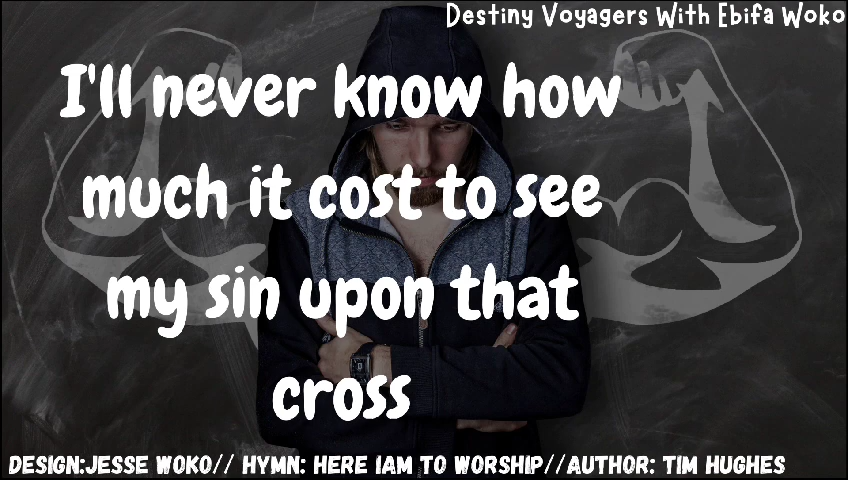 Destiny Voyagers With Ebifa Woko
I'll never know how
much it cost to see
my sin upon that
cross
DESIGN:JESSE WOKO// HYMN: HERE IAM TO WORSHIP//AUTHOR: TIM HUGHES